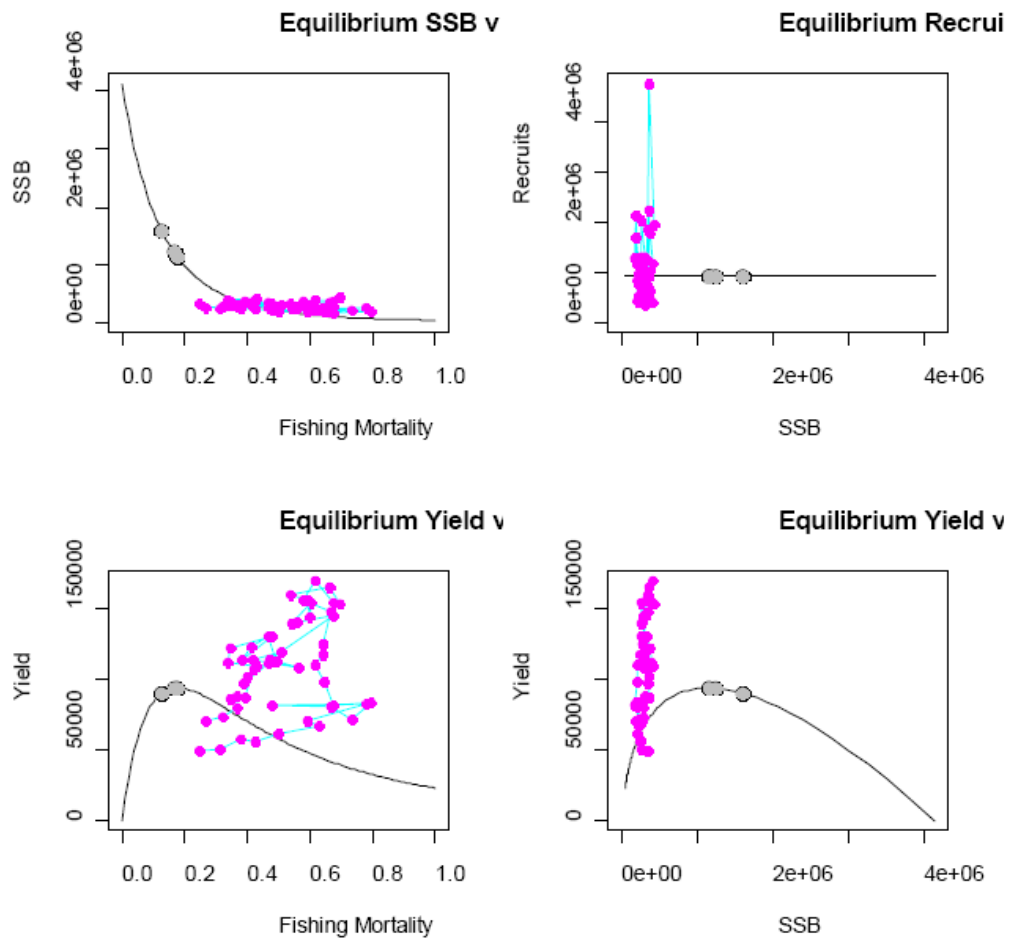 Equilibrium SSB v
4e+06
2e+06
0e+00
SSB
0.0 0.2 0.4 0.6 0.8 1.0
Fishing Mortality
Equilibrium Recrui
4e+06
2e+06
0e+00
Recruits
0e+00 2e+06 4e+06
SSB
Equilibrium Yield v
150000
50000
0
Yield
0.0 0.2 0.4 0.6 0.8 1.0
Fishing Mortality
Equilibrium Yield v
150000
50000
0
Yield
0e+00 2e+06 4e+06
SSB